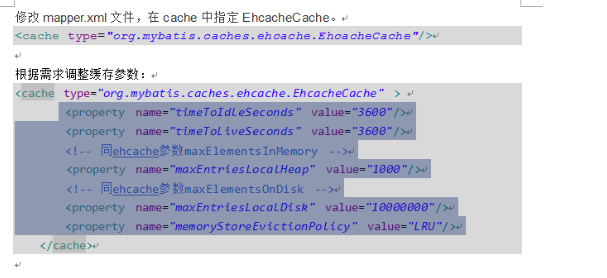 修改 mapper.xml 文件，在 cache 中指定 EhcacheCache。
<cache type="org.mybatis.caches.ehcache.EhcacheCache"/>
根据需求调整缓存参数：
<cache type="org.mybatis.caches.ehcache.EhcacheCache" >
<property name="timeToIdleSeconds" value="3600"/>
<property name="timeToLiveSeconds" value="3600"/>
<!-- 同ehcache参数maxElementsInMemory -->
<property name="maxEntriesLocalHeap" value="1000"/>
<!-- 同ehcache参数maxElementsOnDisk -->
<property name="maxEntriesLocalDisk" value="10000000"/>
<property name="memoryStoreEvictionPolicy" value="LRU"/>
</cache>